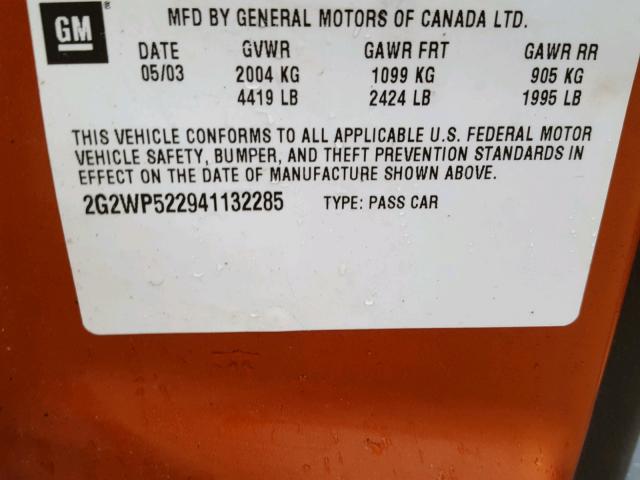 MFD BY GENERAL MOTORS OF CANADA LTD.
GM ®
DATE GVWR GAWR FRT GAWR RR
05/03 2004 KG 1099 KG 905 KG
4419 LB 2424 LB 1995 LB
THIS VEHICLE CONFORMS TO ALL APPLICABLE U.S. FEDERAL MOTOR
VEHICLE SAFETY, BUMPER, AND THEFT PREVENTION STANDARDS IN
EFFECT ON THE DATE OF MANUFACTURE SHOWN ABOVE.
2G2WP522941132285 TYPE: PASS CAR